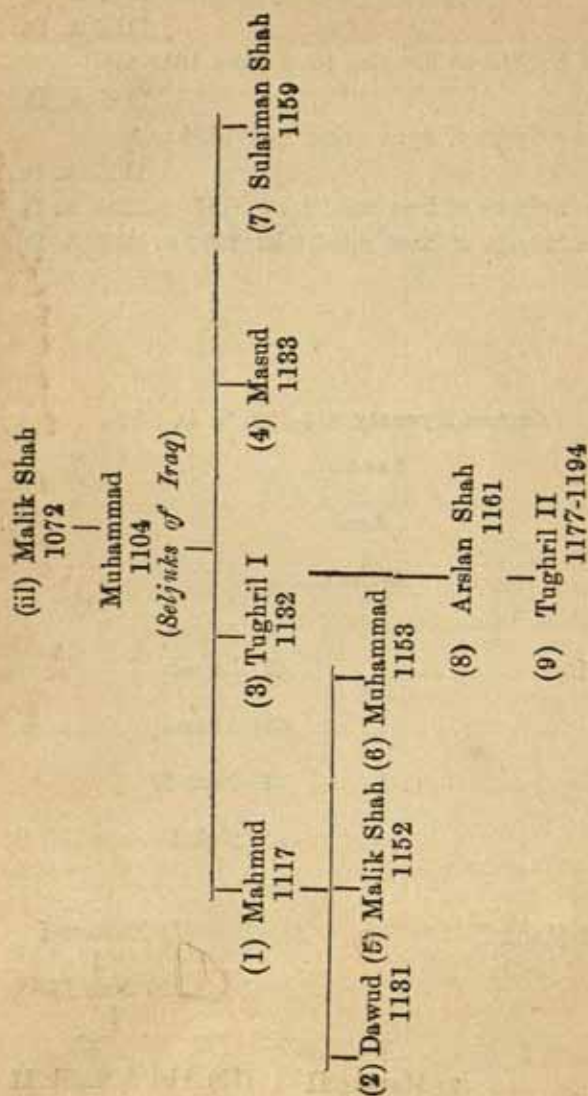 (iii) Malik Shah
1072
Muhammad
1104
(Seljuks of Iraq)
(1) Mahmud
1117
(3) Tughril I
1132
(4) Masud
1133
(7) Sulaiman Shah
1159
(2) Dawud (5) Malik Shah (6) Muhammad
1131 1152 1153
(8) Arslan Shah
1161
(9) Tughril II
1177-1194